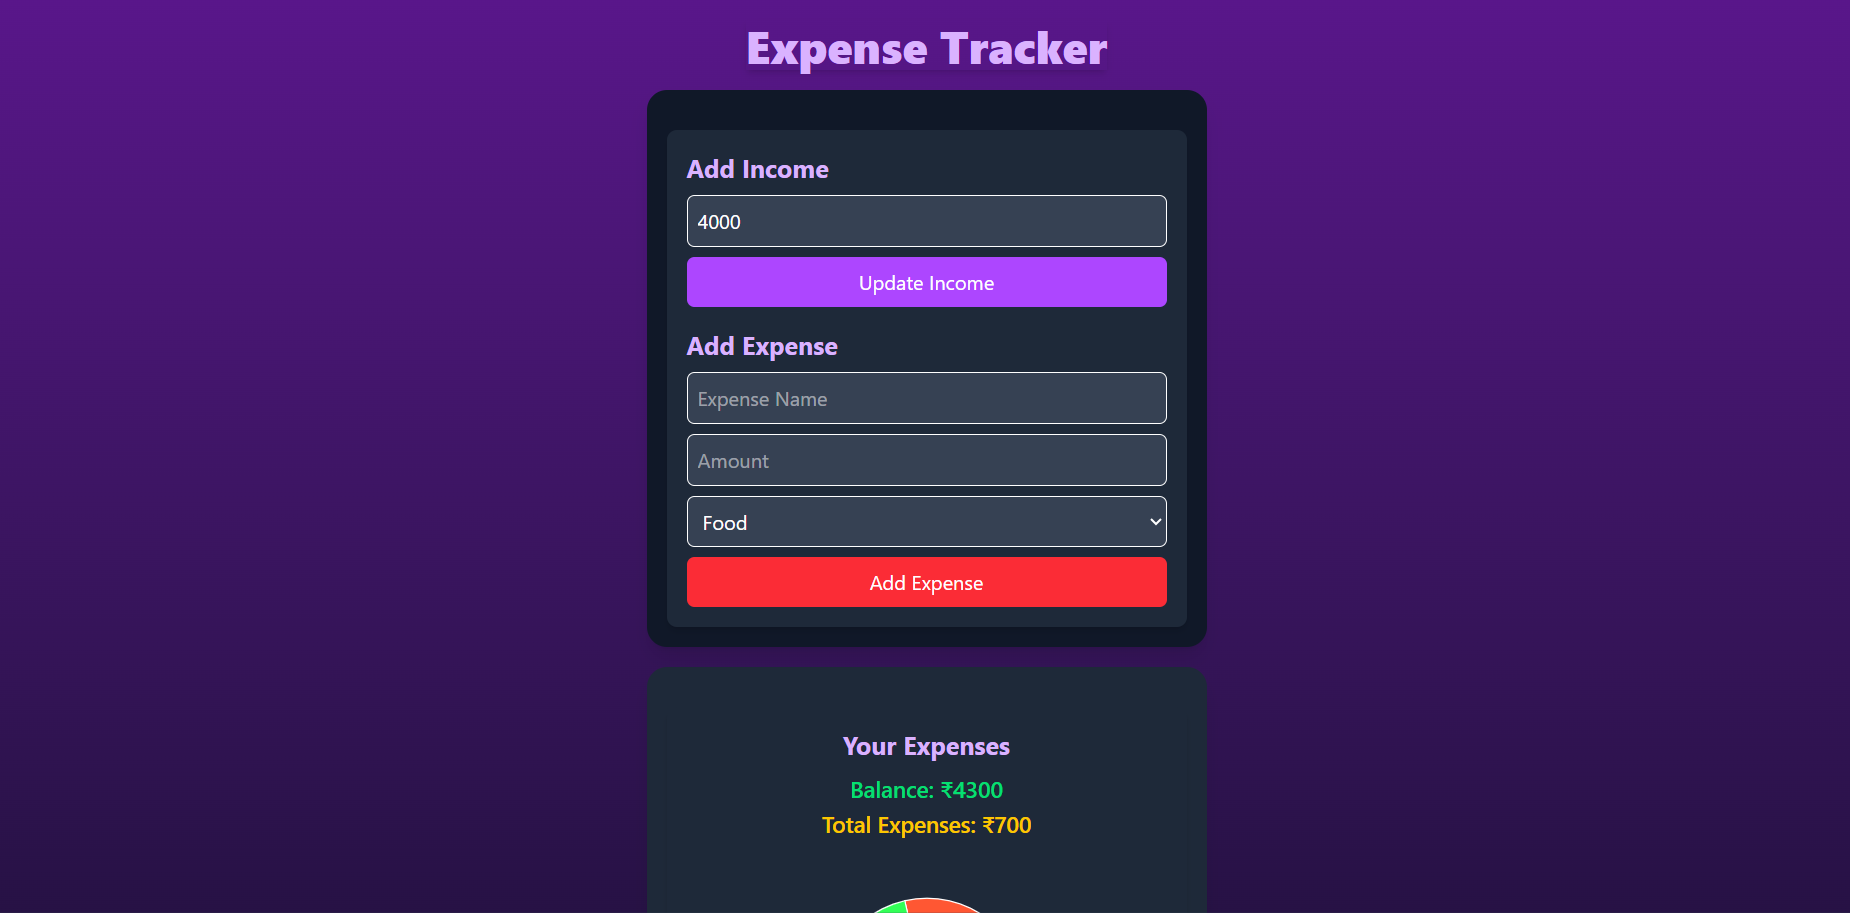 Expense Tracker
Add Income
4000
Update Income
Add Expense
Expense Name
Amount
Food
Add Expense
Your Expenses
Balance: ₹4300
Total Expenses: ₹700